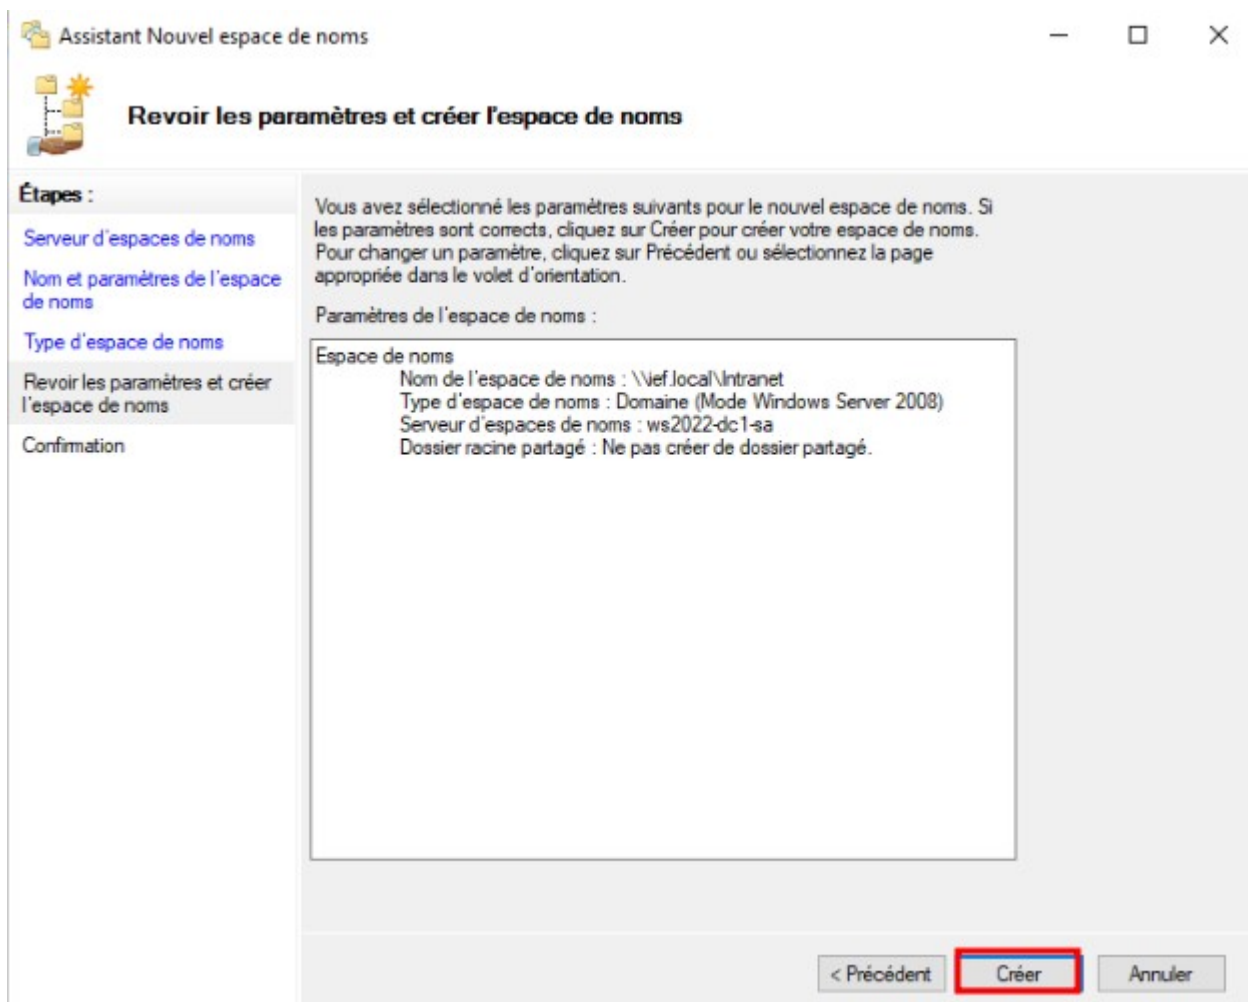 Assistant Nouvel espace de noms
Revoir les paramètres et créer l'espace de noms
Étapes :
Serveur d'espaces de noms
Nom et paramètres de l'espace
de noms
Type d'espace de noms
Revoir les paramètres et créer
l'espace de noms
Confirmation
Vous avez sélectionné les paramètres suivants pour le nouvel espace de noms. Si
les paramètres sont corrects, cliquez sur Créer pour créer votre espace de noms.
Pour changer un paramètre, cliquez sur Précédent ou sélectionnez la page
appropriée dans le volet d'orientation.
Paramètres de l'espace de noms :
Espace de noms
Nom de l'espace de noms : \\ief.local\Intranet
Type d'espace de noms : Domaine (Mode Windows Server 2008)
Serveur d'espaces de noms : ws2022-dc1-sa
Dossier racine partagé : Ne pas créer de dossier partagé.
< Précédent
Créer
Annuler